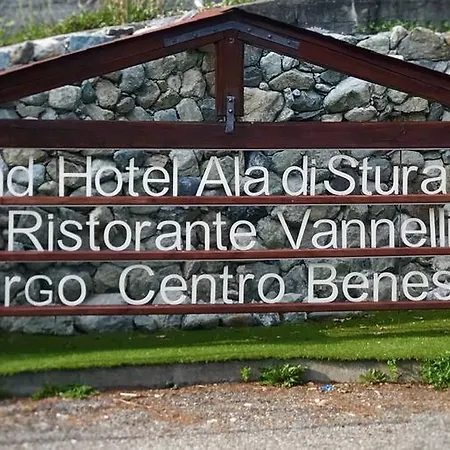 nd Hotel Ala di Stura
Ristorante Vannelli
rgo Centro Benes